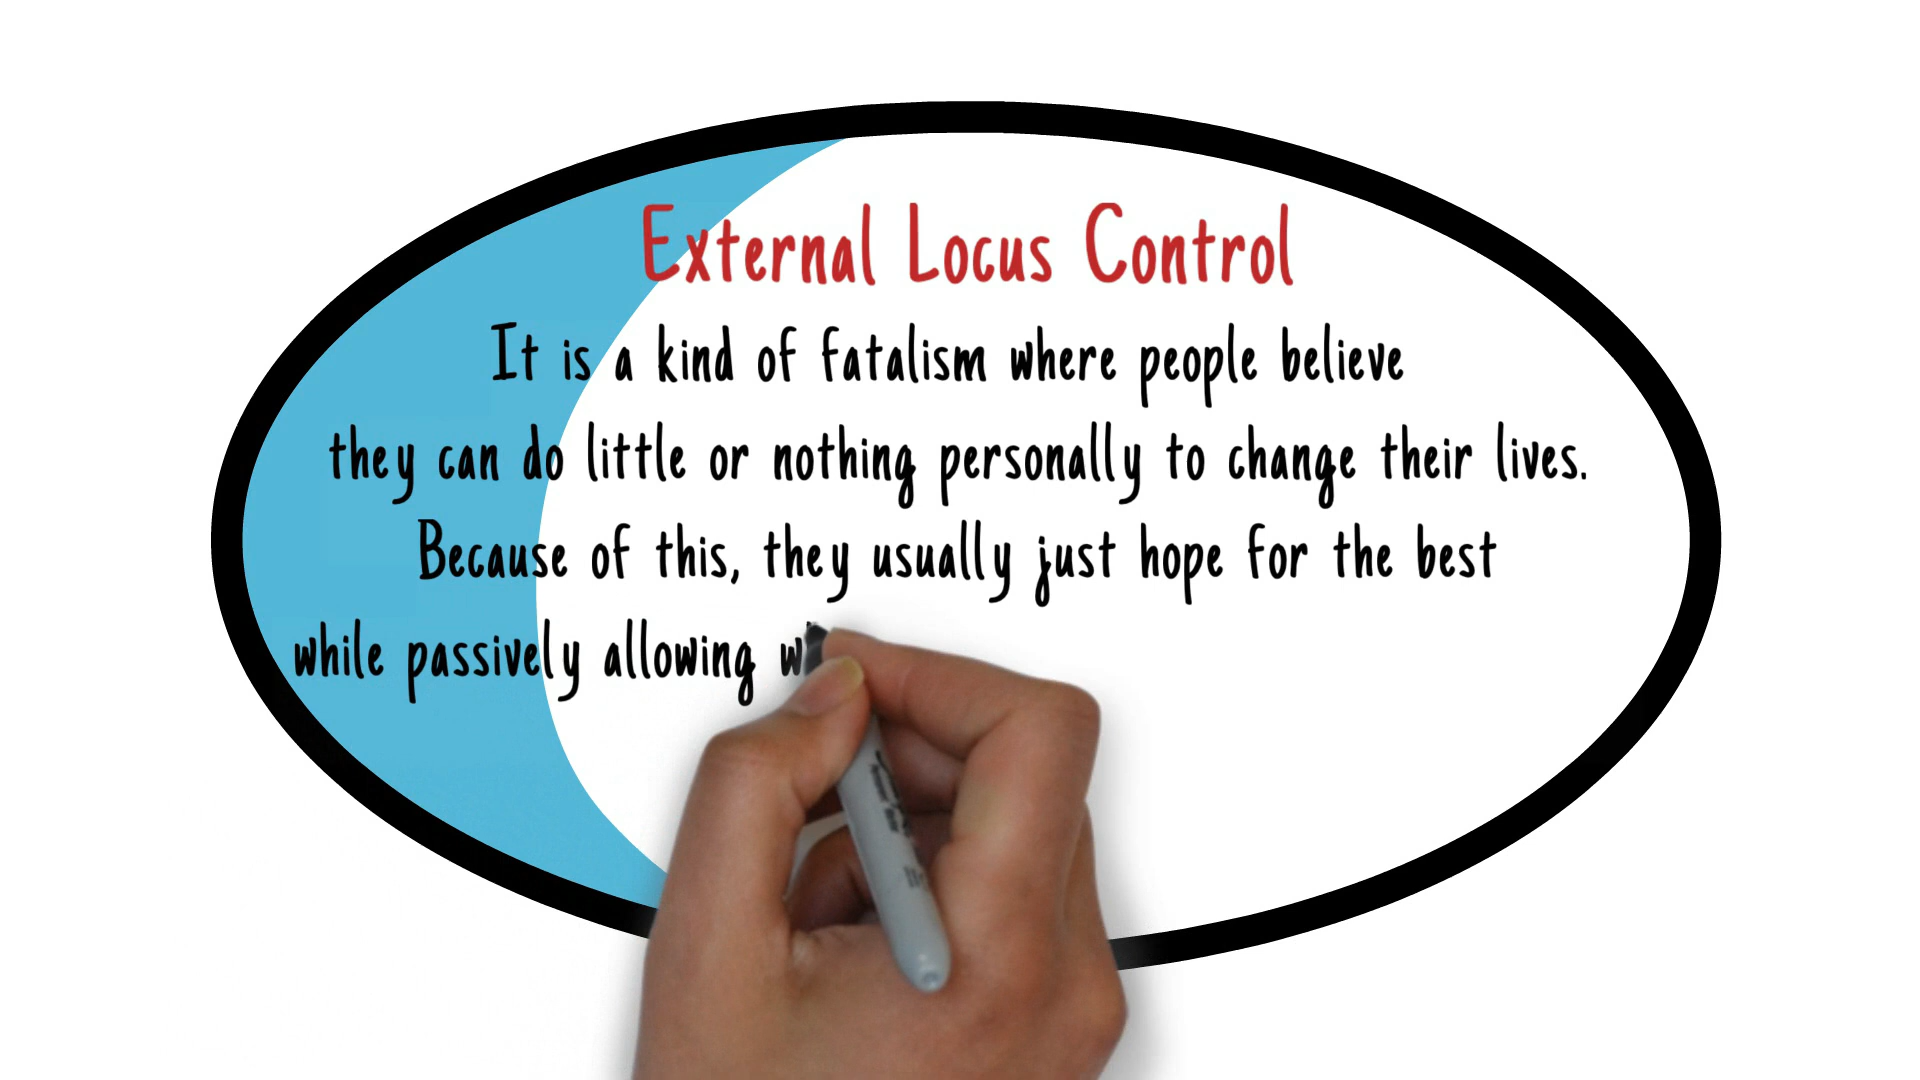 External Locus Control
It is a kind of fatalism where people believe
they can do little or nothing personally to change their lives.
Because of this, they usually just hope for the best
while passively allowing